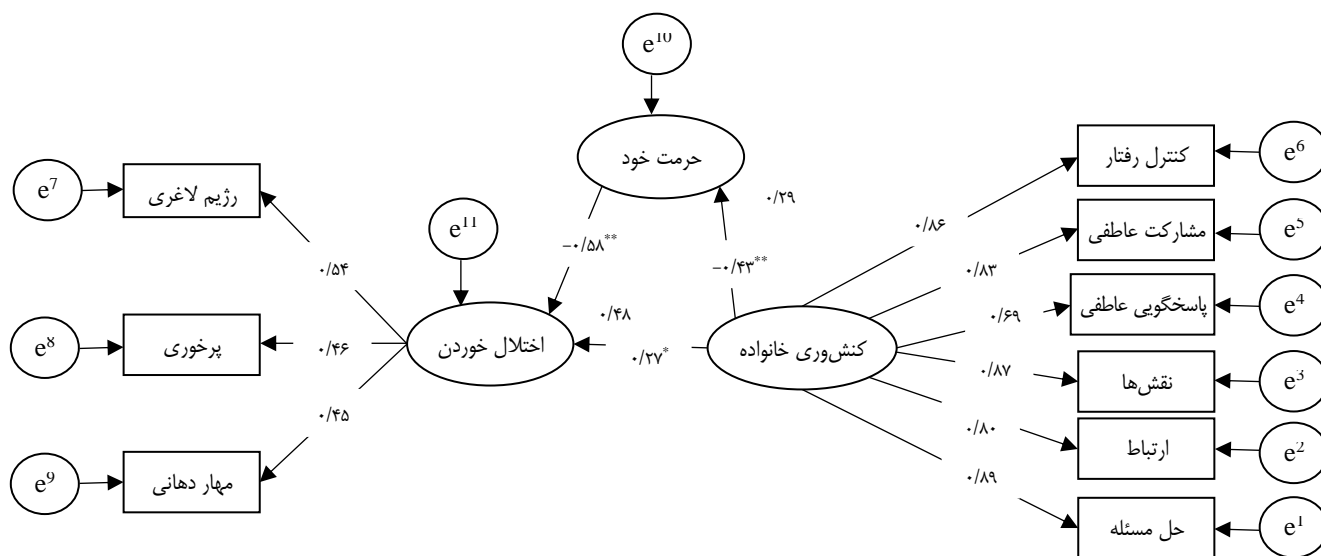 e10
حرمت خود
کنترل رفتار
e6
e7
رژیم لاغری
۰/۲۹
۰/۸۶
e11
مشارکت عاطفی
e5
−۰/۵۸**
−۰/۴۳**
۰/۵۴
۰/۸۳
پاسخگویی عاطفی
e4
۰/۴۸
۰/۶۹
e8
پرخوری
۰/۴۶
اختلال خوردن
۰/۲۷*
کنش‌وری خانواده
۰/۸۷
نقش‌ها
e3
۰/۴۵
۰/۸۰
ارتباط
e2
e9
مهار دهانی
۰/۸۹
حل مسئله
e1